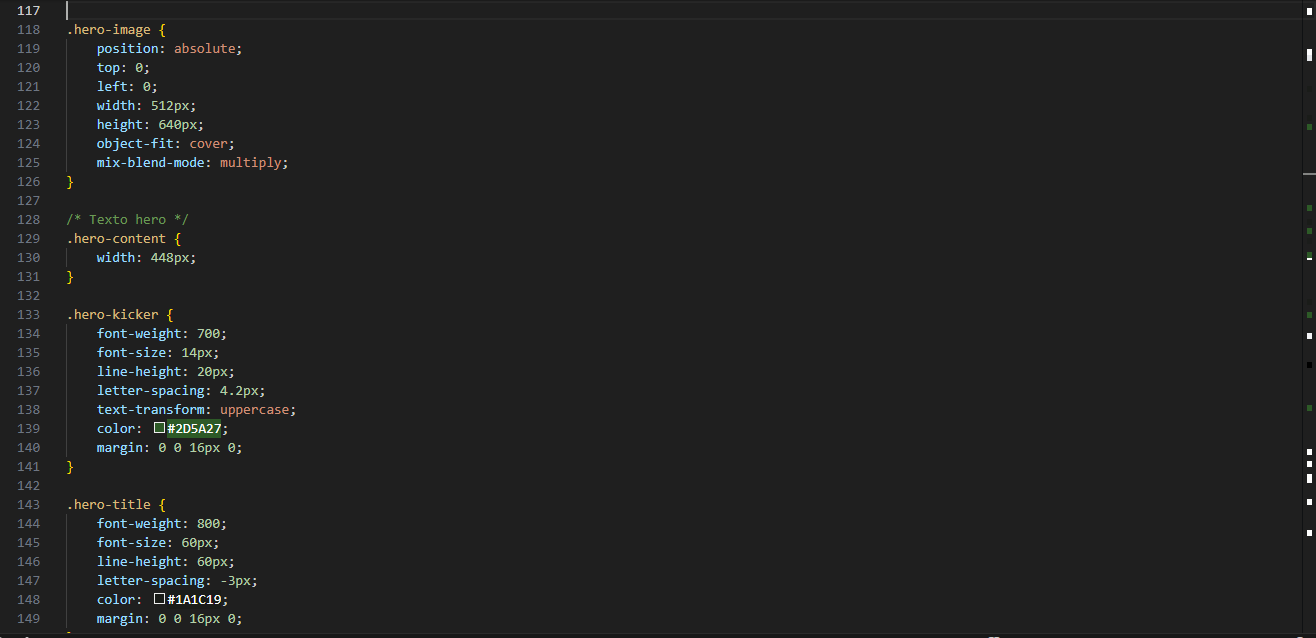 117
118 .hero-image {
119     position: absolute;
120     top: 0;
121     left: 0;
122     width: 512px;
123     height: 640px;
124     object-fit: cover;
125     mix-blend-mode: multiply;
126 }
127
128 /* Texto hero */
129 .hero-content {
130     width: 448px;
131 }
132
133 .hero-kicker {
134     font-weight: 700;
135     font-size: 14px;
136     line-height: 20px;
137     letter-spacing: 4.2px;
138     text-transform: uppercase;
139     color: #2D5A27;
140     margin: 0 0 16px 0;
141 }
142
143 .hero-title {
144     font-weight: 800;
145     font-size: 60px;
146     line-height: 60px;
147     letter-spacing: -3px;
148     color: #1A1C19;
149     margin: 0 0 16px 0;